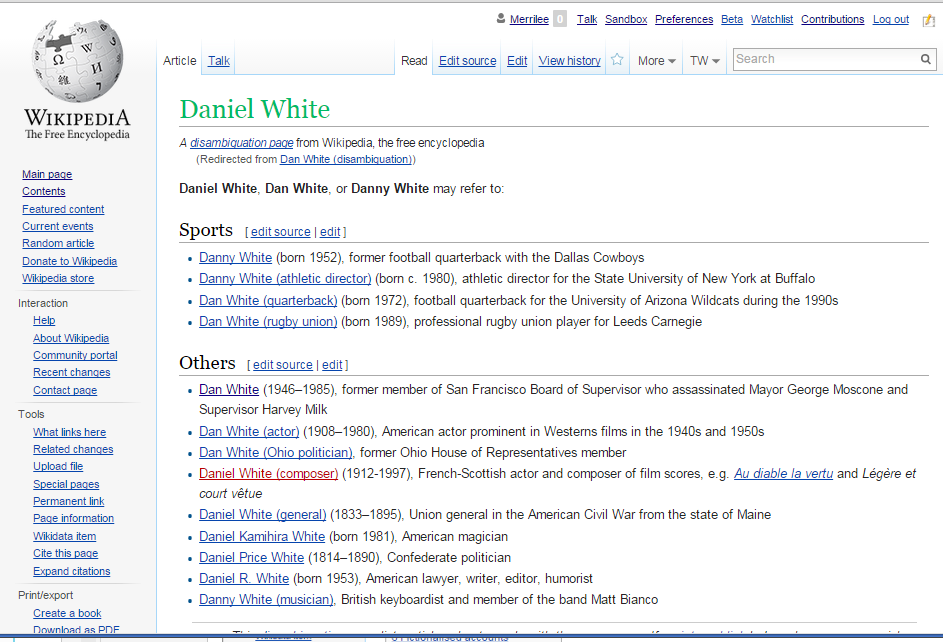 Merrilee 0 Talk Sandbox Preferences Beta Watchlist Contributions Log out
Article Talk Read Edit source Edit View history More TW Search
WIKIPEDIA
The Free Encyclopedia
Main page
Contents
Featured content
Current events
Random article
Donate to Wikipedia
Wikipedia store
Interaction
Help
About Wikipedia
Community portal
Recent changes
Contact page
Tools
What links here
Related changes
Upload file
Special pages
Permanent link
Page information
Wikidata item
Cite this page
Expand citations
Print/export
Create a book
Download as PDF
Daniel White
A disambiguation page from Wikipedia, the free encyclopedia
(Redirected from Dan White (disambiguation))
Daniel White, Dan White, or Danny White may refer to:
Sports [ edit source | edit ]
• Danny White (born 1952), former football quarterback with the Dallas Cowboys
• Danny White (athletic director) (born c. 1980), athletic director for the State University of New York at Buffalo
• Dan White (quarterback) (born 1972), football quarterback for the University of Arizona Wildcats during the 1990s
• Dan White (rugby union) (born 1989), professional rugby union player for Leeds Carnegie
Others [ edit source | edit ]
• Dan White (1946–1985), former member of San Francisco Board of Supervisor who assassinated Mayor George Moscone and
Supervisor Harvey Milk
• Dan White (actor) (1908–1980), American actor prominent in Westerns films in the 1940s and 1950s
• Dan White (Ohio politician), former Ohio House of Representatives member
• Daniel White (composer) (1912-1997), French-Scottish actor and composer of film scores, e.g. Au diable la vertu and Légère et
court vêtue
• Daniel White (general) (1833–1895), Union general in the American Civil War from the state of Maine
• Daniel Kamihira White (born 1981), American magician
• Daniel Price White (1814–1890), Confederate politician
• Daniel R. White (born 1953), American lawyer, writer, editor, humorist
• Danny White (musician), British keyboardist and member of the band Matt Bianco